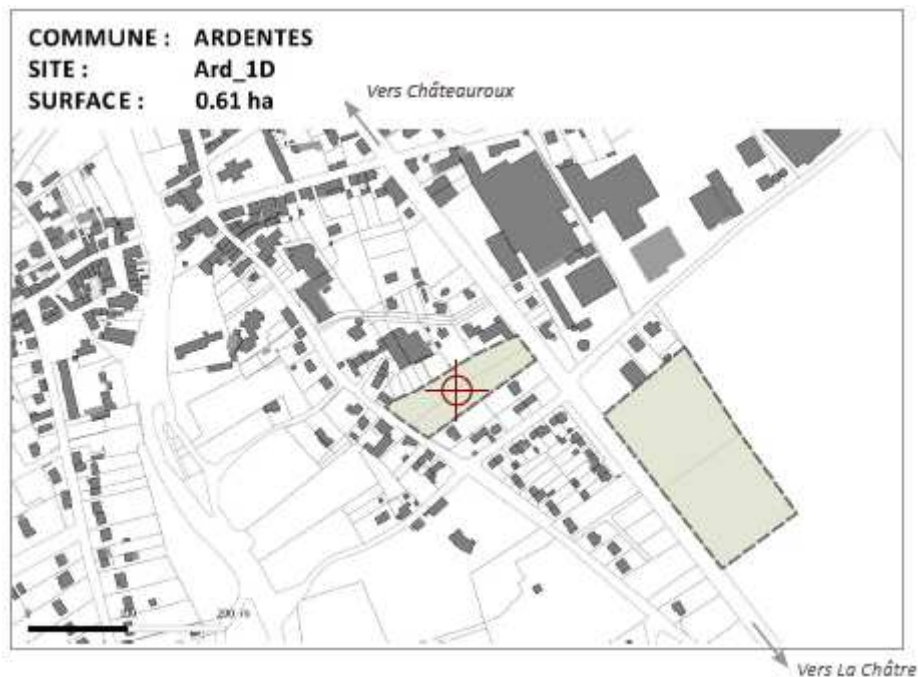 COMMUNE : ARDENTES
SITE : Ard_1D
SURFACE : 0.61 ha
Vers Châteauroux
Vers La Châtre